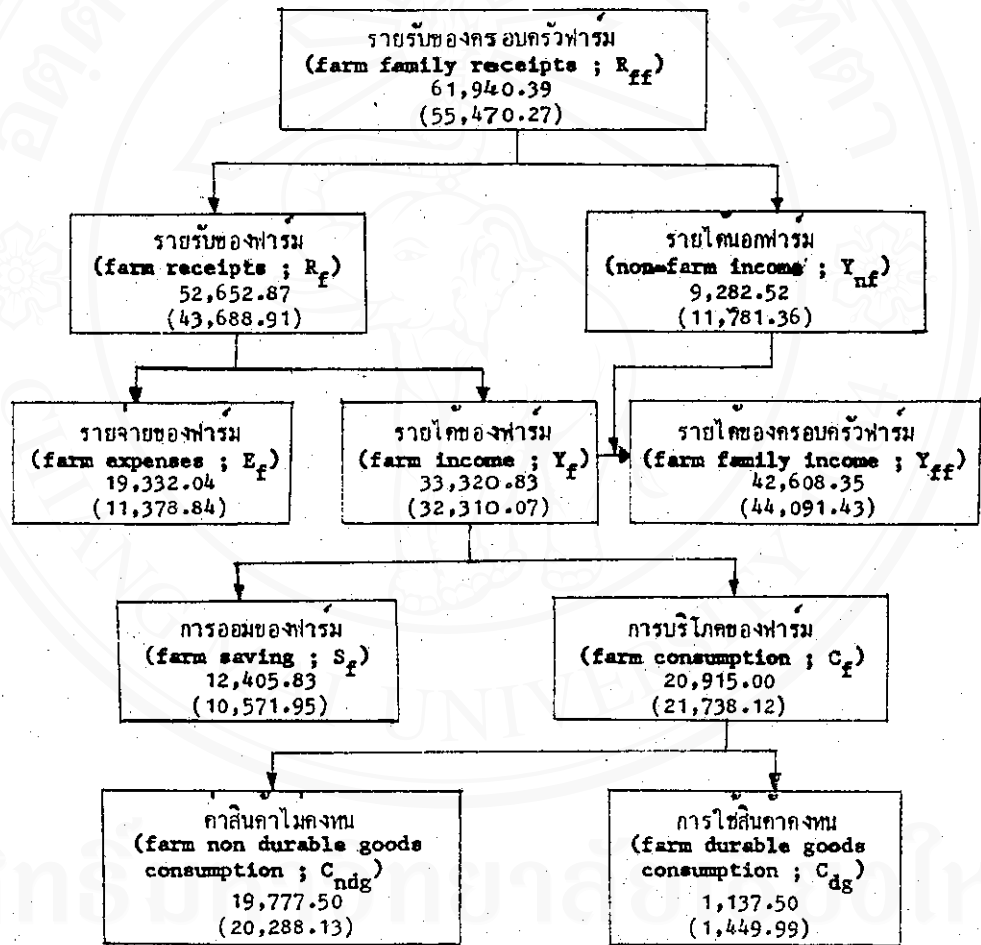 รายรับของครอบครัวฟาร์ม
(farm family receipts ; Rff)
61,940.39
(55,470.27)
รายรับของฟาร์ม
(farm receipts ; Rf)
52,652.87
(43,688.91)
รายได้นอกฟาร์ม
(non-farm income ; Ynf)
9,282.52
(11,781.36)
รายจ่ายของฟาร์ม
(farm expenses ; Ef)
19,332.04
(11,378.84)
รายได้ของฟาร์ม
(farm income ; Yf)
33,320.83
(32,310.07)
รายได้ของครอบครัวฟาร์ม
(farm family income ; Yff)
42,608.35
(44,091.43)
การออมของฟาร์ม
(farm saving ; Sf)
12,405.83
(10,571.95)
การบริโภคของฟาร์ม
(farm consumption ; Cf)
20,915.00
(21,738.12)
ค่าสินค้าไม่คงทน
(farm non durable goods
consumption ; Cndg)
19,777.50
(20,288.13)
การใช้สินค้าคงทน
(farm durable goods
consumption ; Cdg)
1,137.50
(1,449.99)
UNIVERSITY